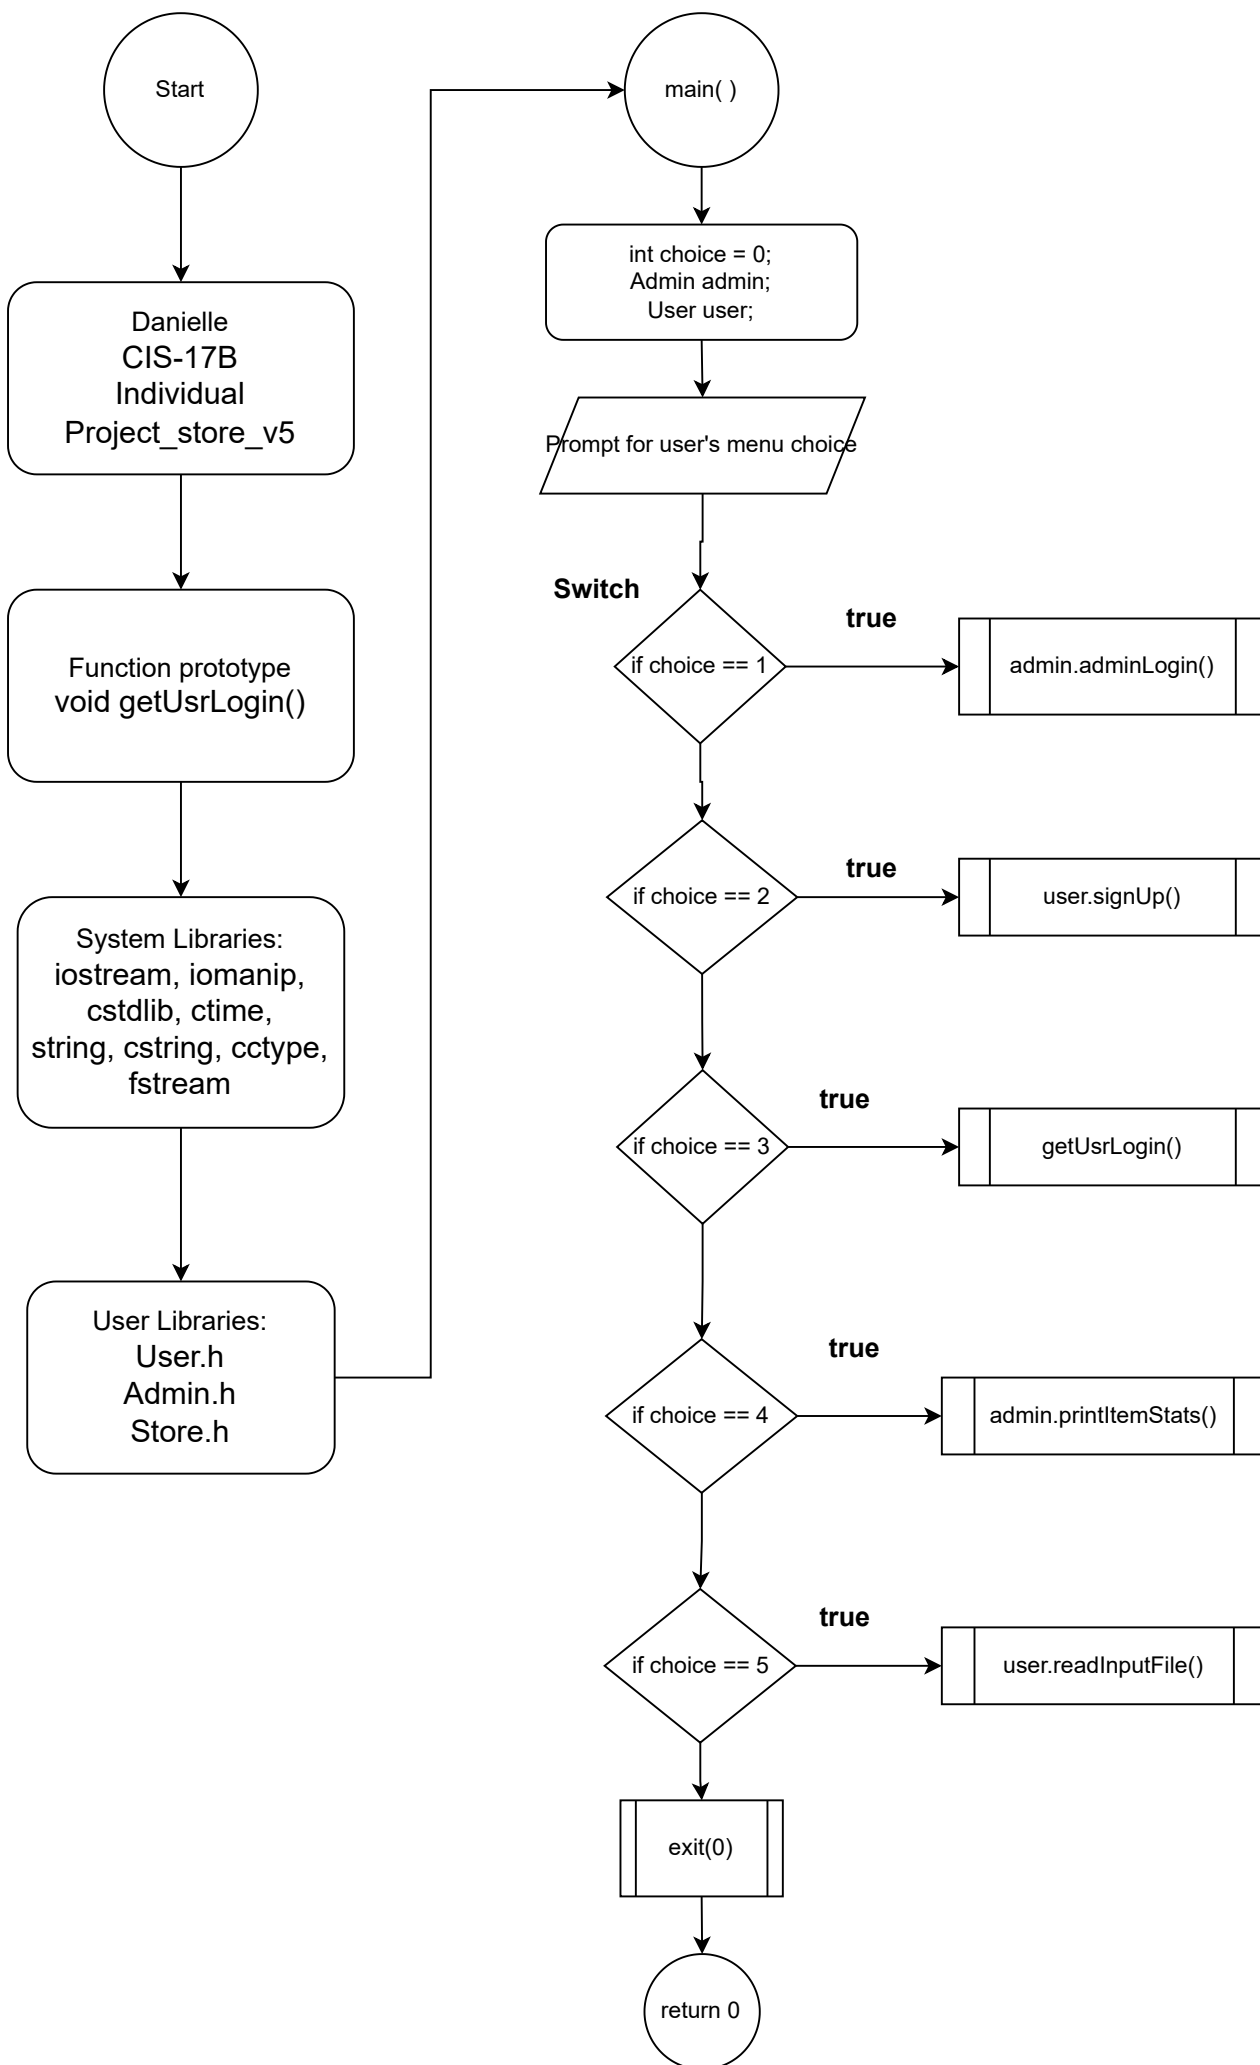 Start
Danielle
CIS-17B
Individual
Project_store_v5
Function prototype
void getUsrLogin()
System Libraries:
iostream, iomanip,
cstdlib, ctime,
string, cstring, cctype,
fstream
User Libraries:
User.h
Admin.h
Store.h
main( )
int choice = 0;
Admin admin;
User user;
Prompt for user's menu choice
Switch
if choice == 1
true
admin.adminLogin()
if choice == 2
true
user.signUp()
if choice == 3
true
getUsrLogin()
if choice == 4
true
admin.printItemStats()
if choice == 5
true
user.readInputFile()
exit(0)
return 0